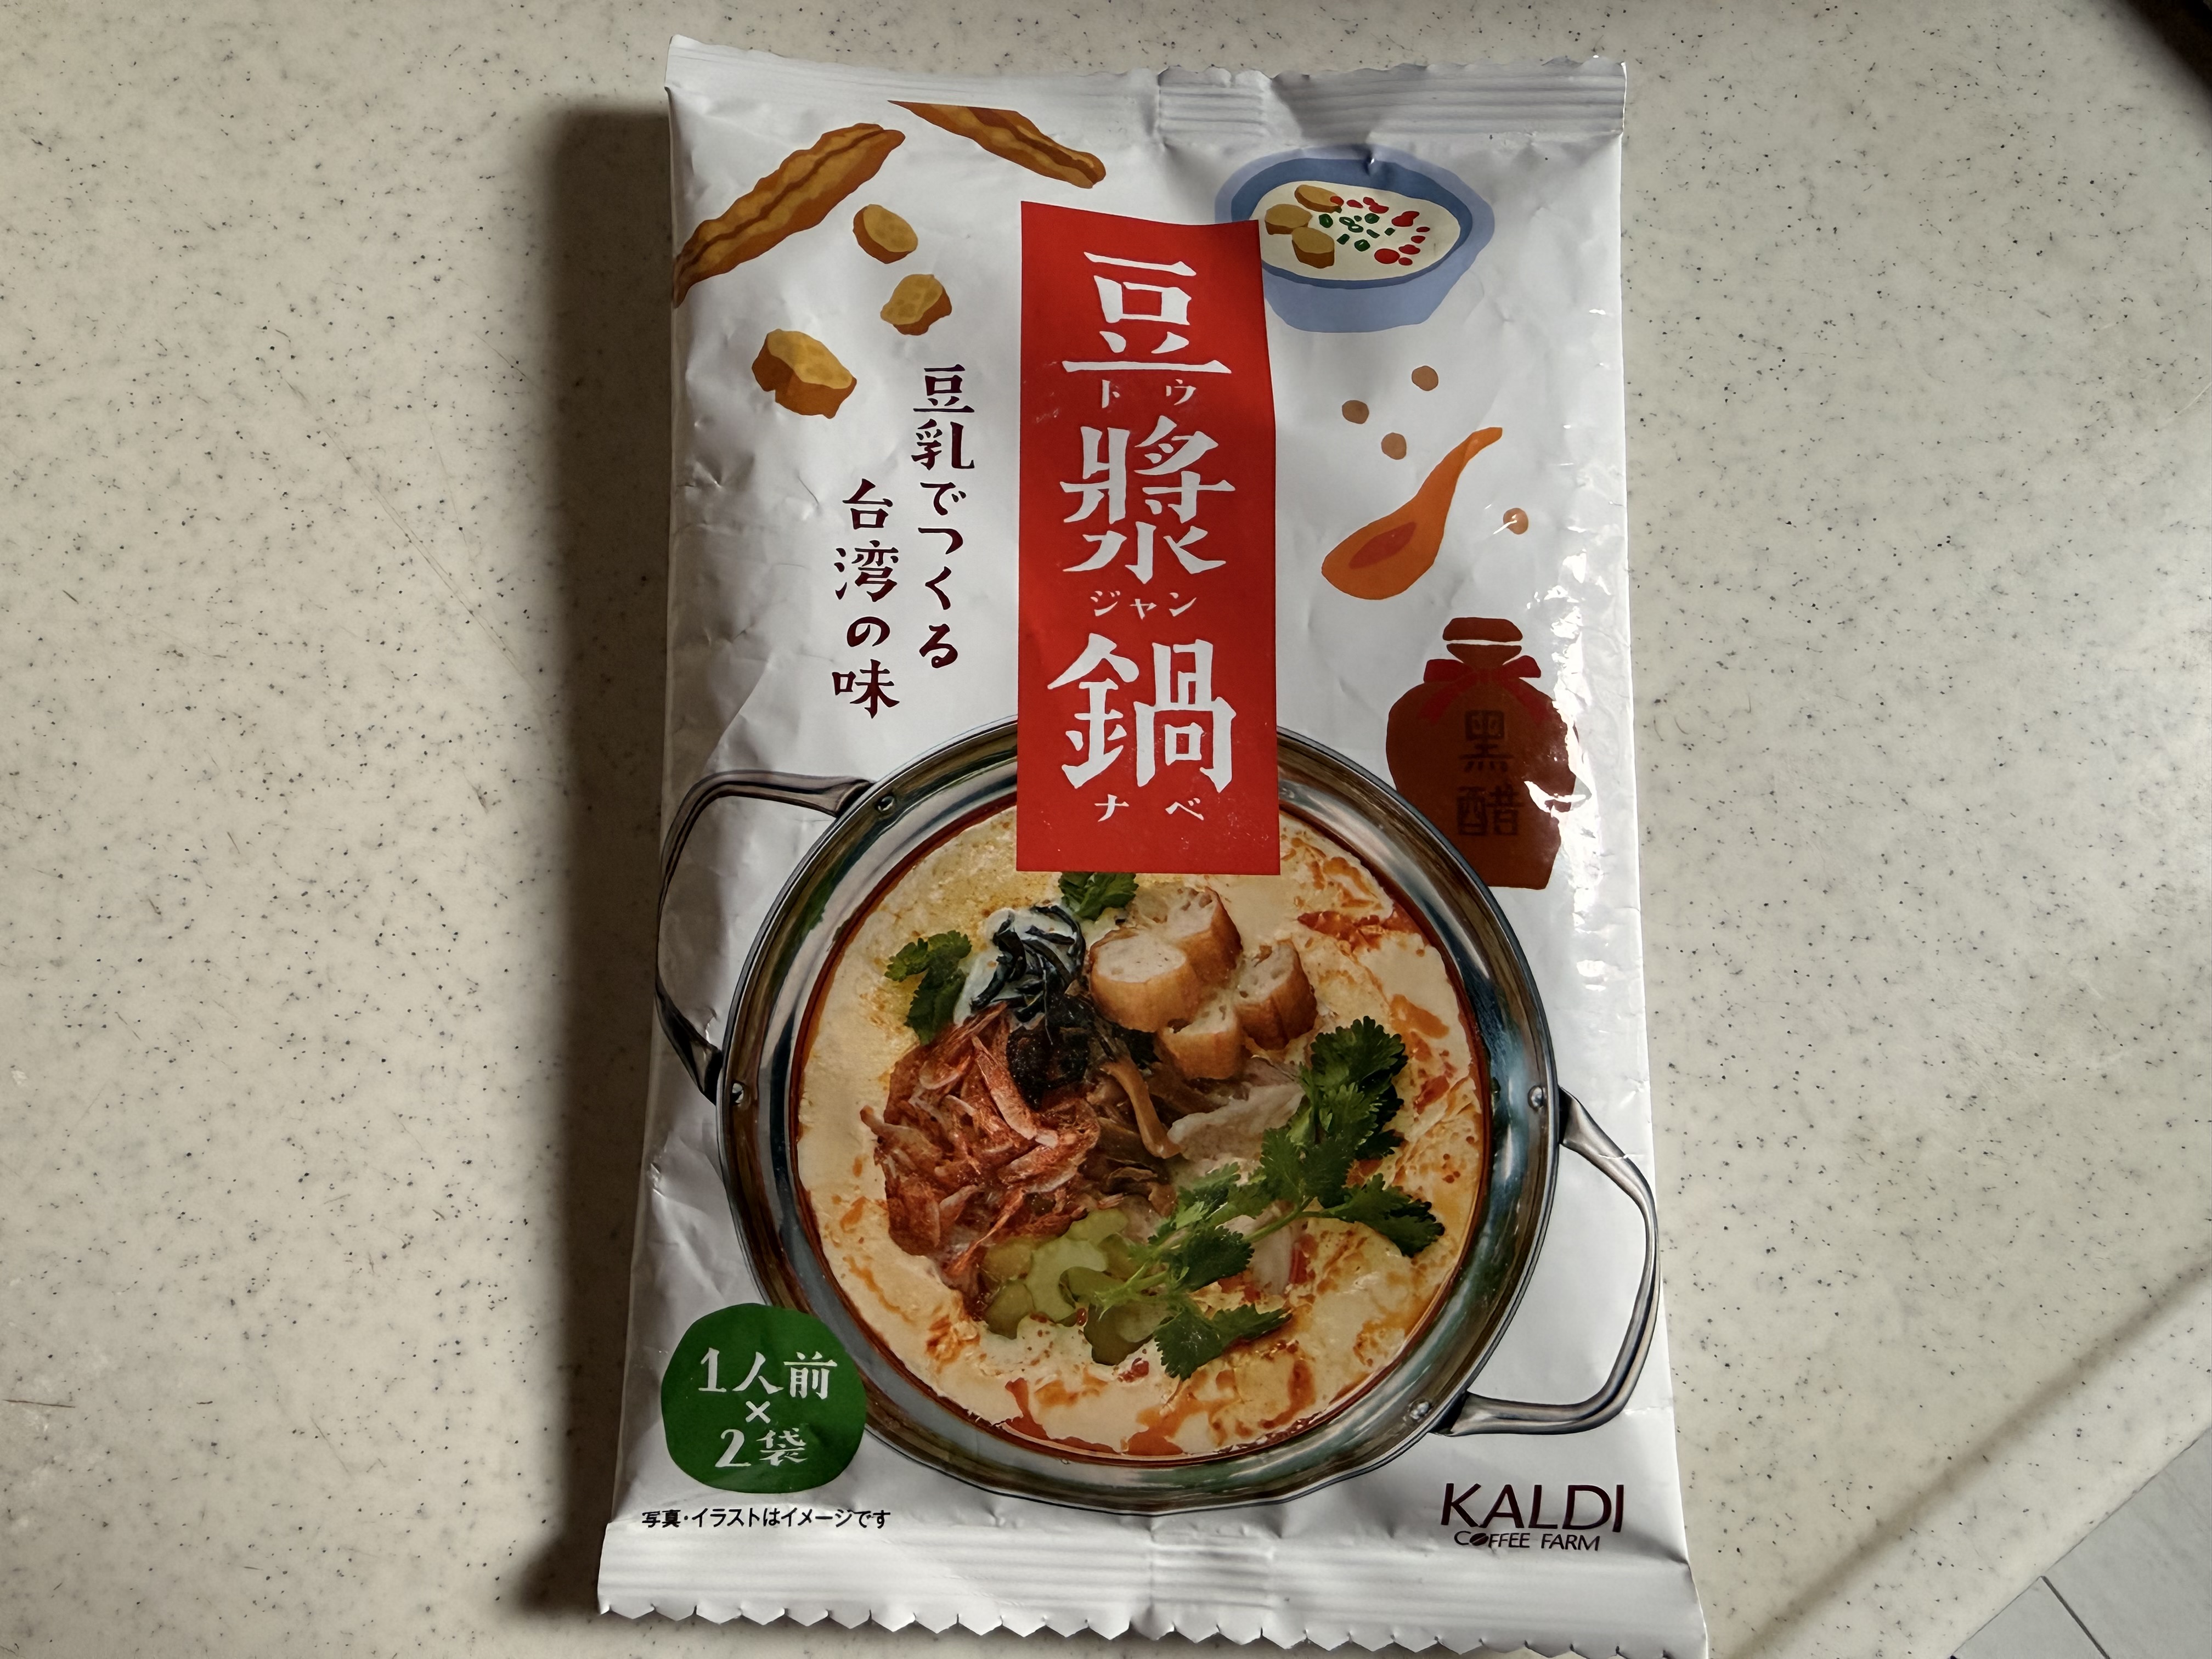 豆漿鍋
トウ
ジャン
ナベ
豆乳でつくる
台湾の味
黒醋
1人前
×
2袋
写真・イラストはイメージです
KALDI
COFFEE FARM